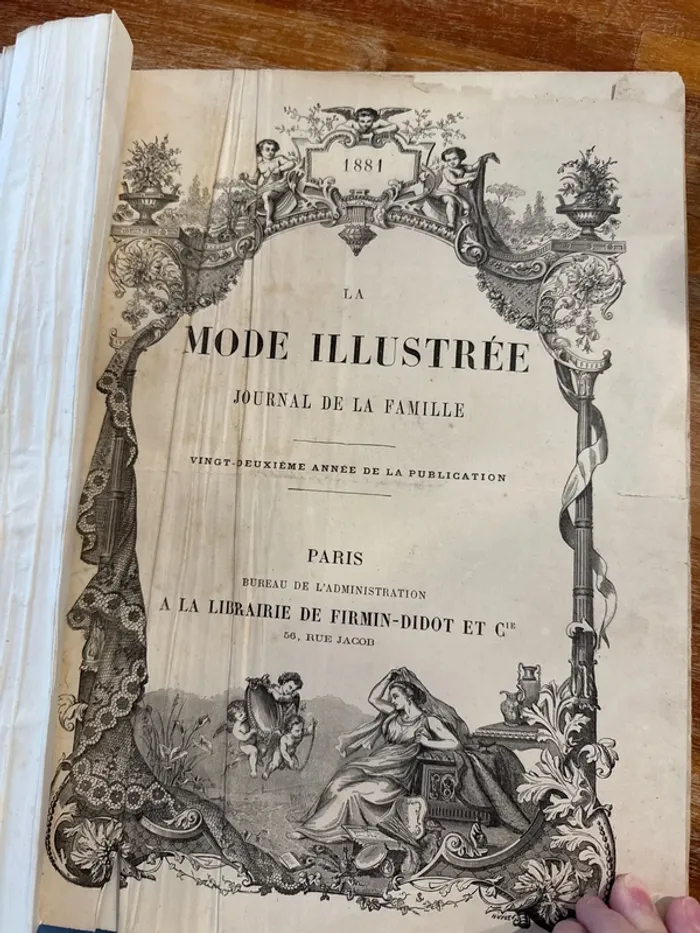 1881
LA
MODE ILLUSTRÉE
JOURNAL DE LA FAMILLE
VINGT-DEUXIÈME ANNÉE DE LA PUBLICATION
PARIS
BUREAU DE L'ADMINISTRATION
A LA LIBRAIRIE DE FIRMIN-DIDOT ET CIE
56, RUE JACOB